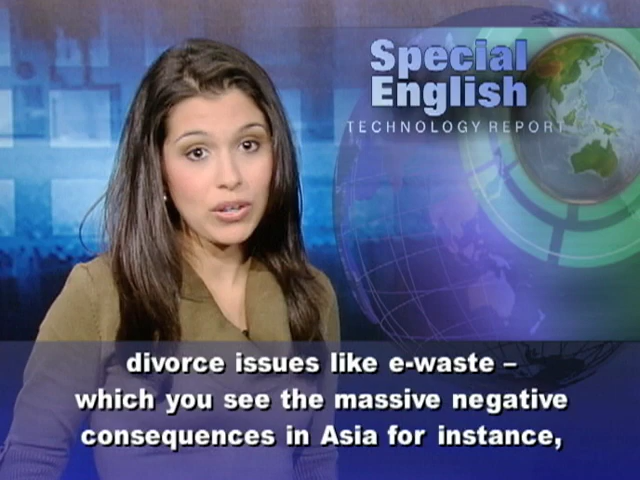 Special
English
TECHNOLOGY REPORT
divorce issues like e-waste –
which you see the massive negative
consequences in Asia for instance,